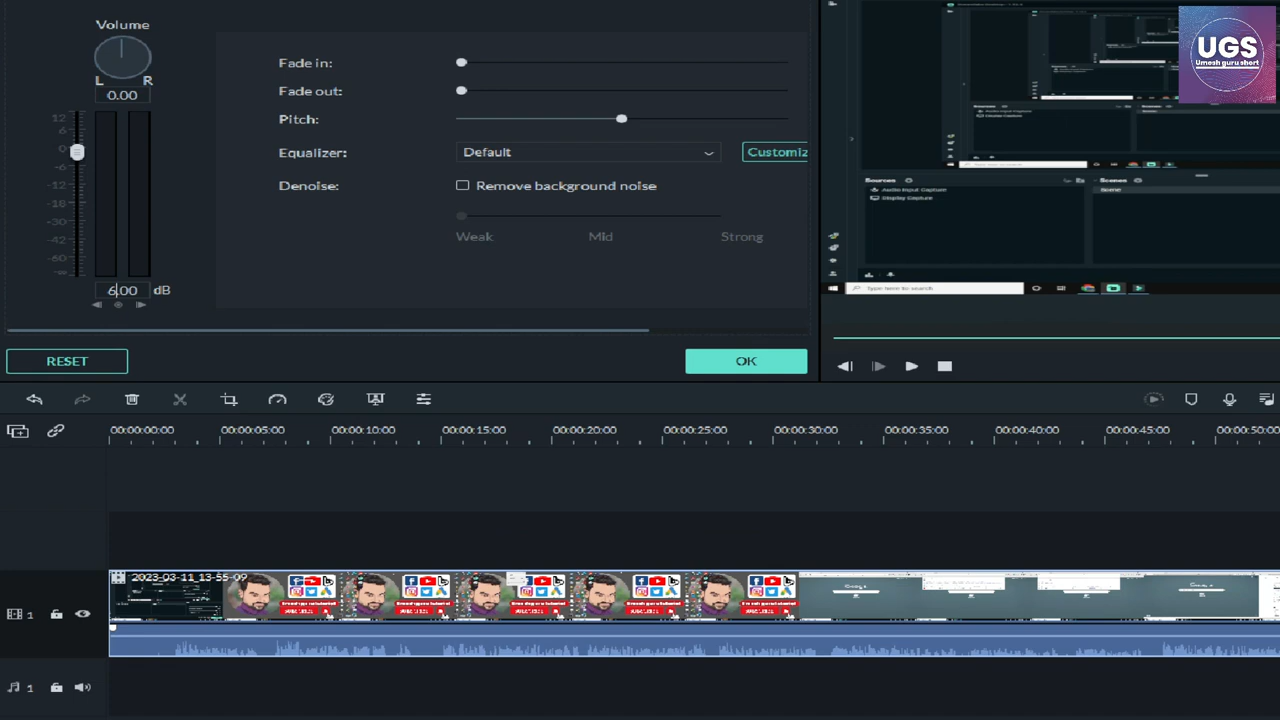 Volume
L R
0.00
12
6
0
-6
-12
-18
-30
-42
-60
-∞
6.00 dB
Fade in:
Fade out:
Pitch:
Equalizer: Default Customiz
Denoise: Remove background noise
Weak Mid Strong
RESET
OK
UGS
Umesh guru short
Sources
Audio Input Capture
Display Capture
Scenes
Scene
Type here to search
00:00:00:00 00:00:05:00 00:00:10:00 00:00:15:00 00:00:20:00 00:00:25:00 00:00:30:00 00:00:35:00 00:00:40:00 00:00:45:00 00:00:50:00
2023-03-11_13-55-09
1
1